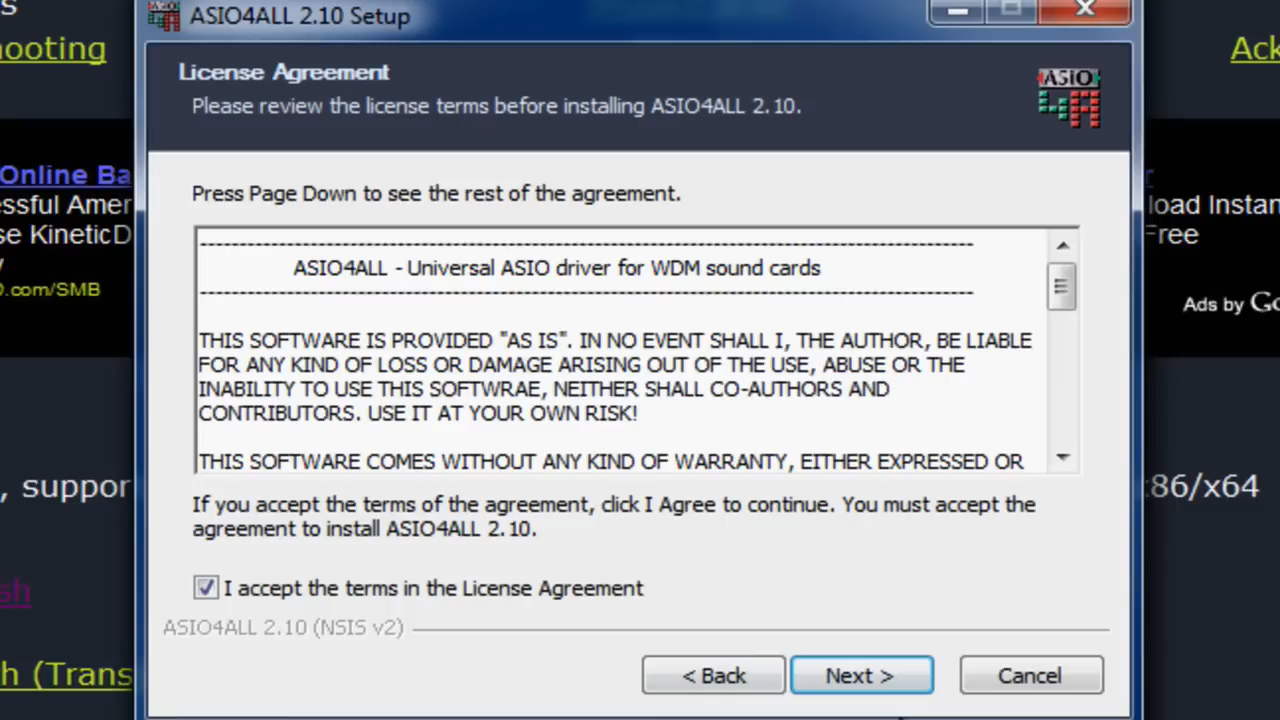 ASIO4ALL 2.10 Setup
ooting
Ack
License Agreement
Please review the license terms before installing ASIO4ALL 2.10.
ASIO
4A
Online Ba
ssful Amer
se KineticD
.com/SMB
load Instan
Free
Ads by Go
Press Page Down to see the rest of the agreement.
--------------------------------------------------------------------------------
ASIO4ALL - Universal ASIO driver for WDM sound cards
--------------------------------------------------------------------------------
THIS SOFTWARE IS PROVIDED "AS IS". IN NO EVENT SHALL I, THE AUTHOR, BE LIABLE
FOR ANY KIND OF LOSS OR DAMAGE ARISING OUT OF THE USE, ABUSE OR THE
INABILITY TO USE THIS SOFTWRAE, NEITHER SHALL CO-AUTHORS AND
CONTRIBUTORS. USE IT AT YOUR OWN RISK!
THIS SOFTWARE COMES WITHOUT ANY KIND OF WARRANTY, EITHER EXPRESSED OR
, suppor
x86/x64
If you accept the terms of the agreement, click I Agree to continue. You must accept the
agreement to install ASIO4ALL 2.10.
sh
I accept the terms in the License Agreement
ASIO4ALL 2.10 (NSIS v2)
h (Trans
< Back
Next >
Cancel